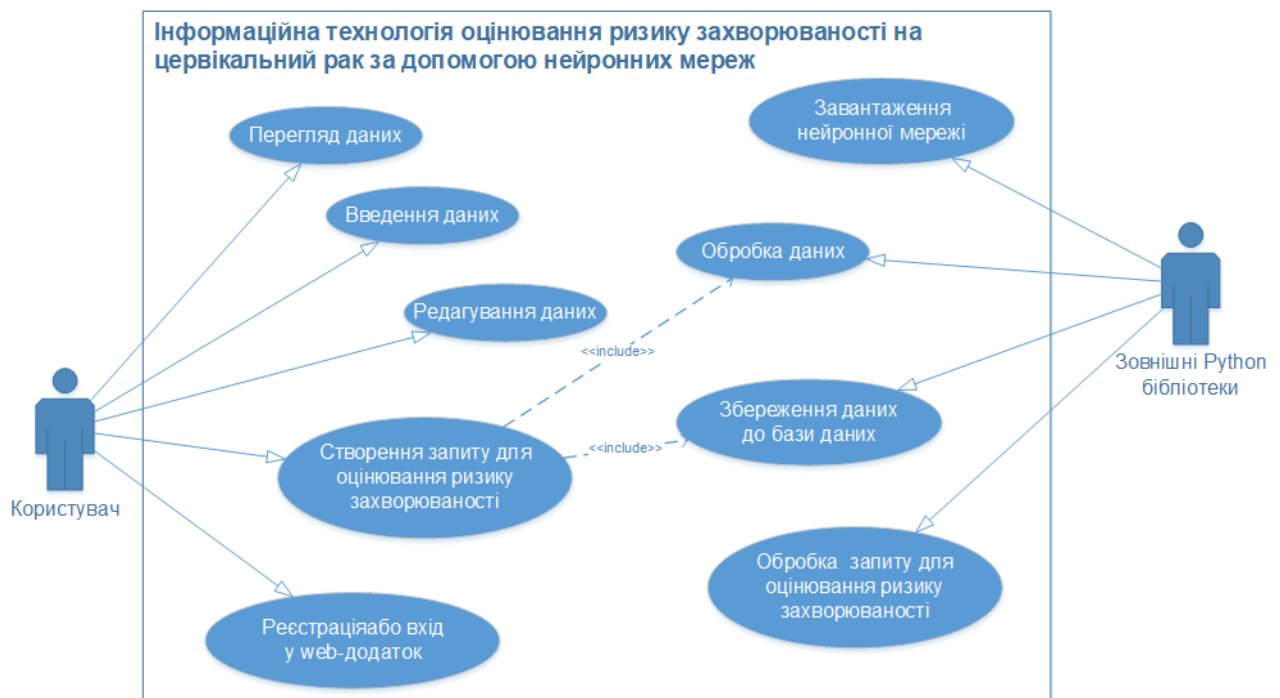 Інформаційна технологія оцінювання ризику захворюваності на
цервікальний рак за допомогою нейронних мереж
Перегляд даних
Введення даних
Редагування даних
Створення запиту для
оцінювання ризику
захворюваності
Реєстраціяабо вхід
у web-додаток
Користувач
<<include>>
<<include>>
Завантаження
нейронної мережі
Обробка даних
Збереження даних
до бази даних
Обробка запиту для
оцінювання ризику
захворюваності
Зовнішні Python
бібліотеки